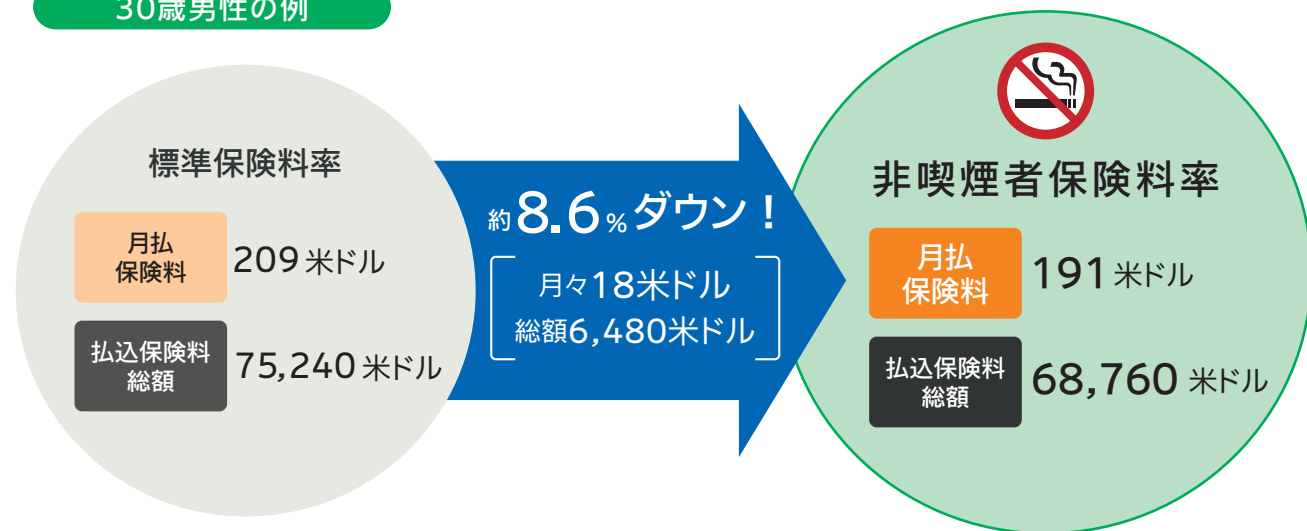 30歳男性の例
標準保険料率
月払
保険料
209 米ドル
払込保険料
総額
75,240 米ドル
約8.6%ダウン！
月々18米ドル
総額6,480米ドル
非喫煙者保険料率
月払
保険料
191 米ドル
払込保険料
総額
68,760 米ドル